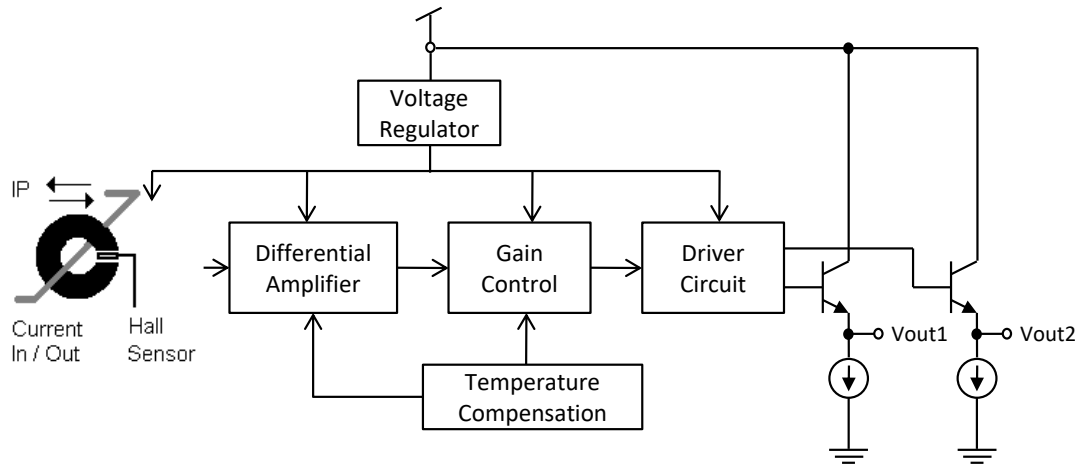 Voltage
Regulator
IP
Differential
Amplifier
Gain
Control
Driver
Circuit
Current
In / Out
Hall
Sensor
Vout1
Vout2
Temperature
Compensation